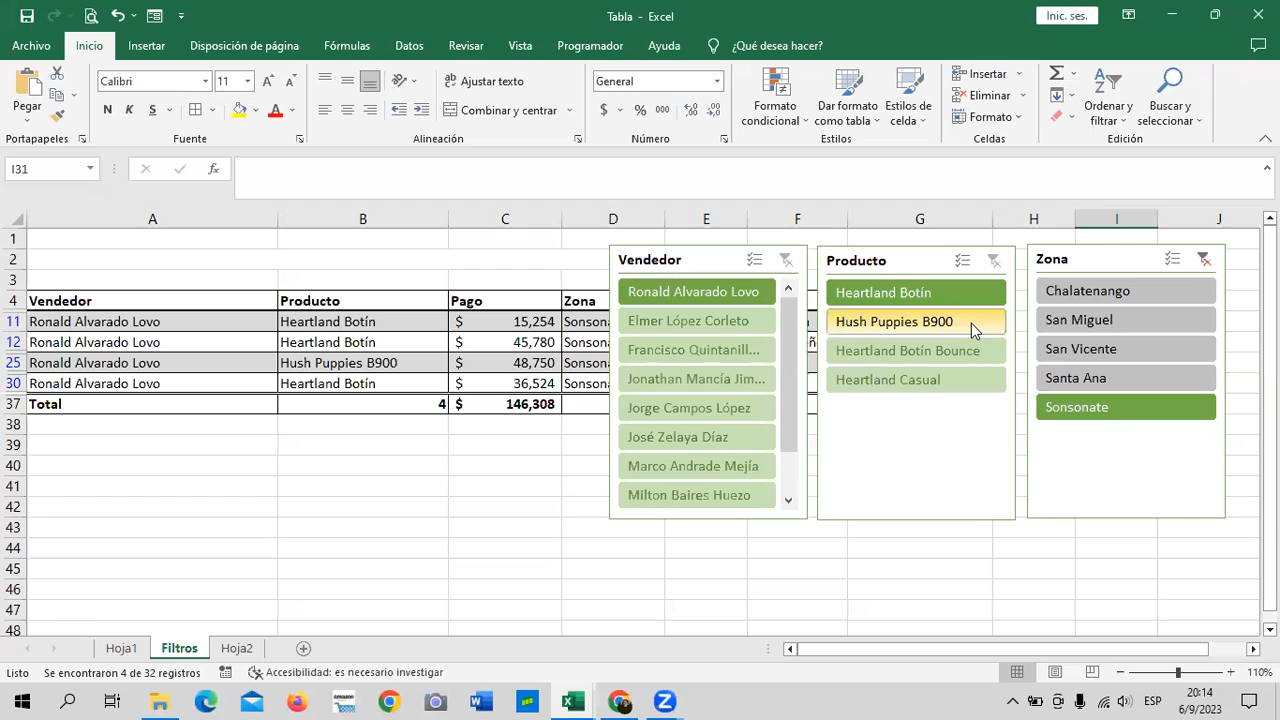 Tabla - Excel
Inic. ses.
Archivo Inicio Insertar Disposición de página Fórmulas Datos Revisar Vista Programador Ayuda ¿Qué desea hacer?
Pegar
Calibri 11
N K S
Ajustar texto
Combinar y centrar
General
$ % 000
Formato condicional
Dar formato como tabla
Estilos de celda
Insertar
Eliminar
Formato
Ordenar y filtrar
Buscar y seleccionar
Portapapeles Fuente Alineación Número Estilos Celdas Edición
I31 fx
A B C D E F G H I J
1
2
3
4 Vendedor Producto Pago Zona
11 Ronald Alvarado Lovo Heartland Botín $ 15,254 Sonson
12 Ronald Alvarado Lovo Heartland Botín $ 45,780 Sonson
25 Ronald Alvarado Lovo Hush Puppies B900 $ 48,750 Sonson
30 Ronald Alvarado Lovo Heartland Botín $ 36,524 Sonson
37 Total 4 $ 146,308
38
39
40
41
42
43
44
45
46
47
48
Vendedor
Ronald Alvarado Lovo
Elmer López Corleto
Francisco Quintanill...
Jonathan Mancía Jim...
Jorge Campos López
José Zelaya Díaz
Marco Andrade Mejía
Milton Baires Huezo
Producto
Heartland Botín
Hush Puppies B900
Heartland Botín Bounce
Heartland Casual
Zona
Chalatenango
San Miguel
San Vicente
Santa Ana
Sonsonate
Hoja1 Filtros Hoja2
Listo Se encontraron 4 de 32 registros Accesibilidad: es necesario investigar 110%
ESP
20:14
6/9/2023